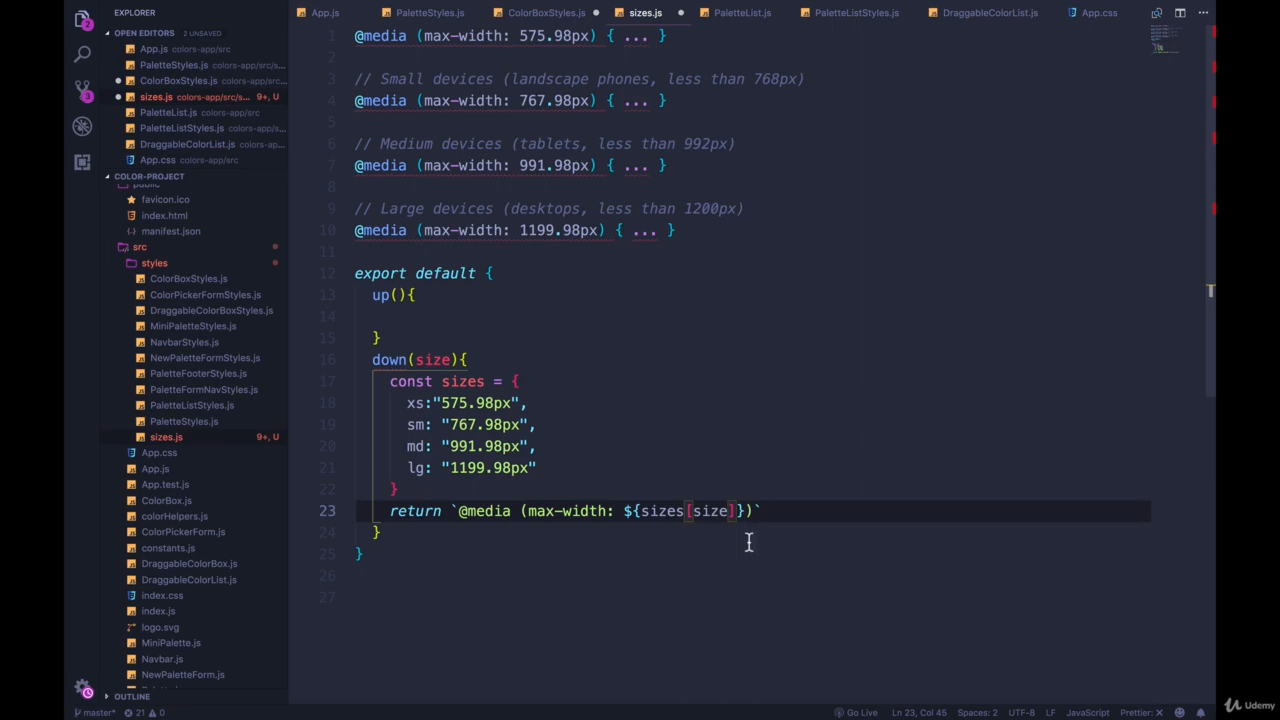 EXPLORER
OPEN EDITORS 2 UNSAVED
App.js colors-app/src
PaletteStyles.js colors-app/src/s...
ColorBoxStyles.js colors-app/src...
sizes.js colors-app/src/s... 9+, U
PaletteList.js colors-app/src
PaletteListStyles.js colors-app/s...
DraggableColorList.js colors-ap...
App.css colors-app/src
COLOR-PROJECT
public
favicon.ico
index.html
manifest.json
src
styles
ColorBoxStyles.js
ColorPickerFormStyles.js
DraggableColorBoxStyles.js
MiniPaletteStyles.js
NavbarStyles.js
NewPaletteFormStyles.js
PaletteFooterStyles.js
PaletteFormNavStyles.js
PaletteListStyles.js
PaletteStyles.js
sizes.js 9+, U
App.css
App.js
App.test.js
ColorBox.js
colorHelpers.js
ColorPickerForm.js
constants.js
DraggableColorBox.js
DraggableColorList.js
index.css
index.js
logo.svg
MiniPalette.js
Navbar.js
NewPaletteForm.js
OUTLINE
2
3
App.js PaletteStyles.js ColorBoxStyles.js sizes.js PaletteList.js PaletteListStyles.js DraggableColorList.js App.css
1 @media (max-width: 575.98px) { ... }
2
3 // Small devices (landscape phones, less than 768px)
4 @media (max-width: 767.98px) { ... }
5
6 // Medium devices (tablets, less than 992px)
7 @media (max-width: 991.98px) { ... }
8
9 // Large devices (desktops, less than 1200px)
10 @media (max-width: 1199.98px) { ... }
11
12 export default {
13 up(){
14
15 }
16 down(size){
17 const sizes = {
18 xs:"575.98px",
19 sm: "767.98px",
20 md: "991.98px",
21 lg: "1199.98px"
22 }
23 return `@media (max-width: ${sizes[size]})`
24 }
25 }
26
27
master* 21 0 Go Live Ln 23, Col 45 Spaces: 2 UTF-8 LF JavaScript Prettier: ✕
Udemy